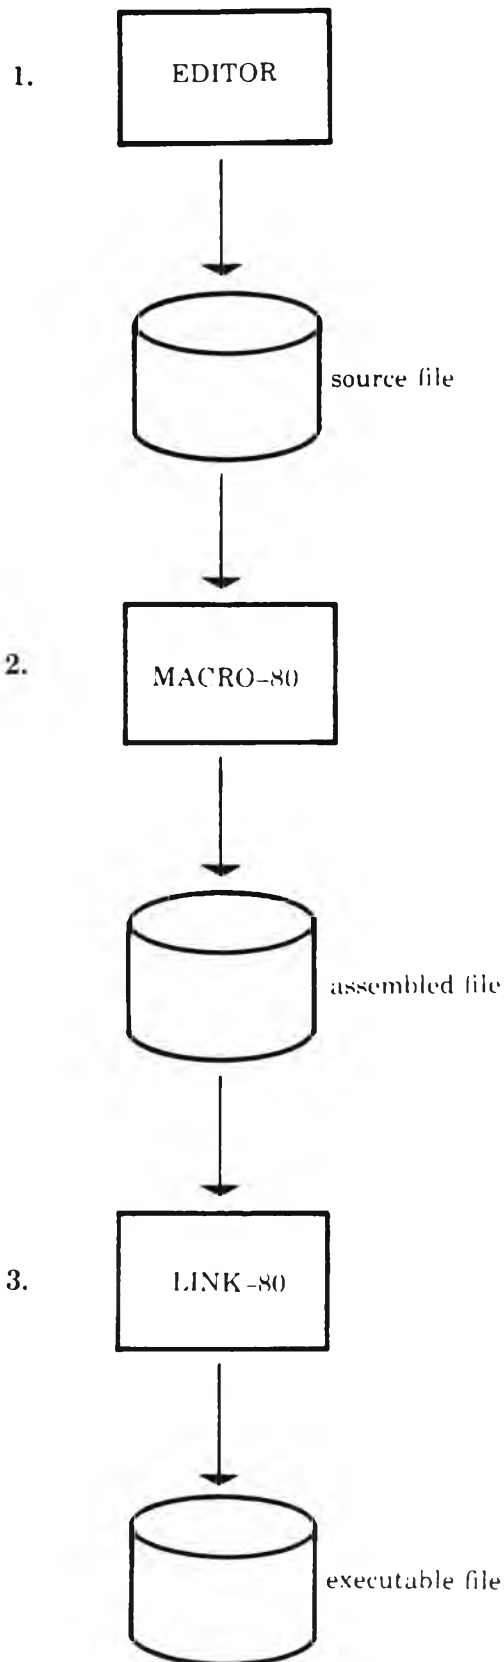 1.
EDITOR
source file
2.
MACRO-80
assembled file
3.
LINK-80
executable file